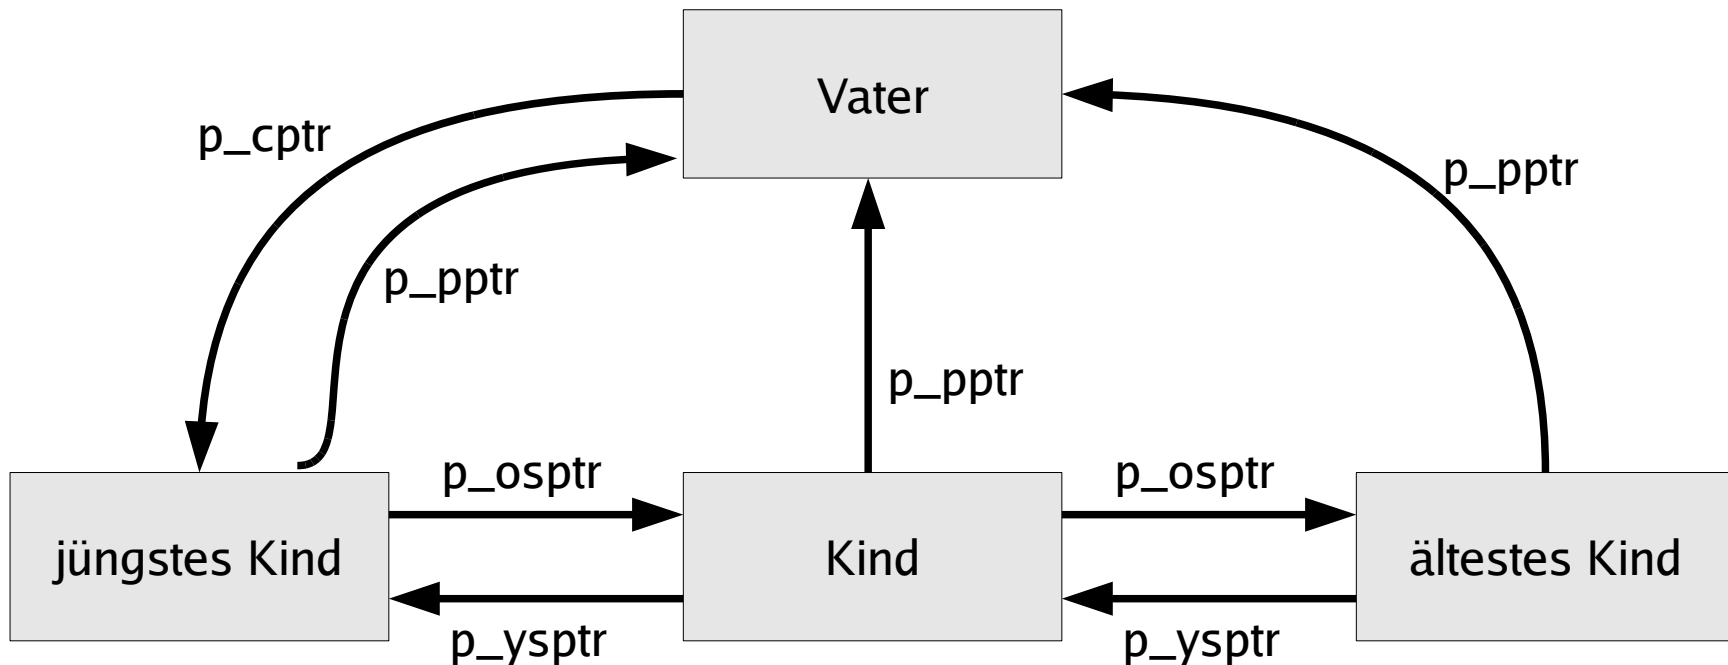 Vater
p_cptr
p_pptr
p_pptr
p_pptr
p_osptr
p_osptr
jüngstes Kind
Kind
ältestes Kind
p_ysptr
p_ysptr